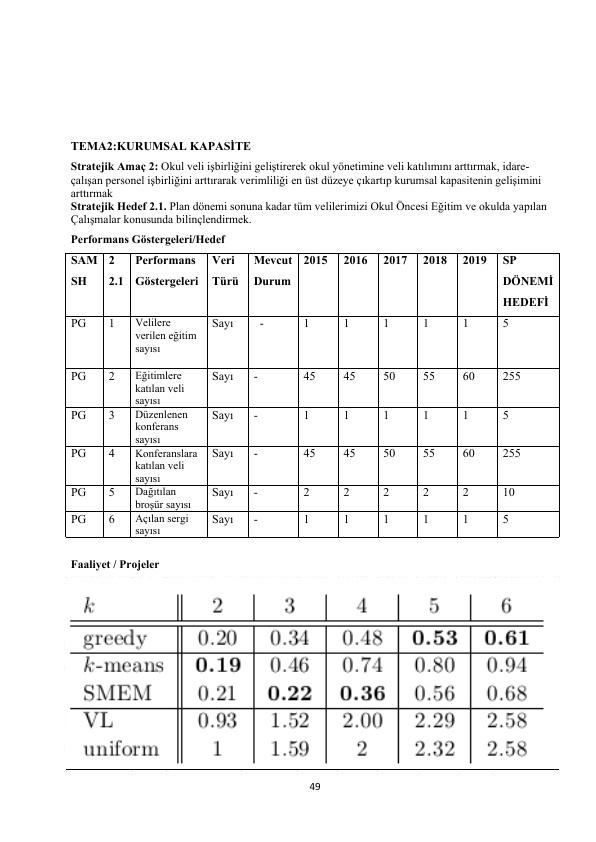 TEMA2:KURUMSAL KAPASİTE
Stratejik Amaç 2: Okul veli işbirliğini geliştirerek okul yönetimine veli katılımını arttırmak, idare-
çalışan personel işbirliğini arttırarak verimliliği en üst düzeye çıkartıp kurumsal kapasitenin gelişimini
arttırmak
Stratejik Hedef 2.1. Plan dönemi sonuna kadar tüm velilerimizi Okul Öncesi Eğitim ve okulda yapılan
Çalışmalar konusunda bilinçlendirmek.
Performans Göstergeleri/Hedef
SAM 2 Performans Veri Mevcut 2015 2016 2017 2018 2019 SP
SH 2.1 Göstergeleri Türü Durum DÖNEMİ
HEDEFİ
PG 1 Velilere Sayı - 1 1 1 1 1 5
verilen eğitim
sayısı
PG 2 Eğitimlere Sayı - 45 45 50 55 60 255
katılan veli
sayısı
PG 3 Düzenlenen Sayı - 1 1 1 1 1 5
konferans
sayısı
PG 4 Konferanslara Sayı - 45 45 50 55 60 255
katılan veli
sayısı
PG 5 Dağıtılan Sayı - 2 2 2 2 2 10
broşür sayısı
PG 6 Açılan sergi Sayı - 1 1 1 1 1 5
sayısı
Faaliyet / Projeler
k 2 3 4 5 6
greedy 0.20 0.34 0.48 0.53 0.61
k-means 0.19 0.46 0.74 0.80 0.94
SMEM 0.21 0.22 0.36 0.56 0.68
VL 0.93 1.52 2.00 2.29 2.58
uniform 1 1.59 2 2.32 2.58
49